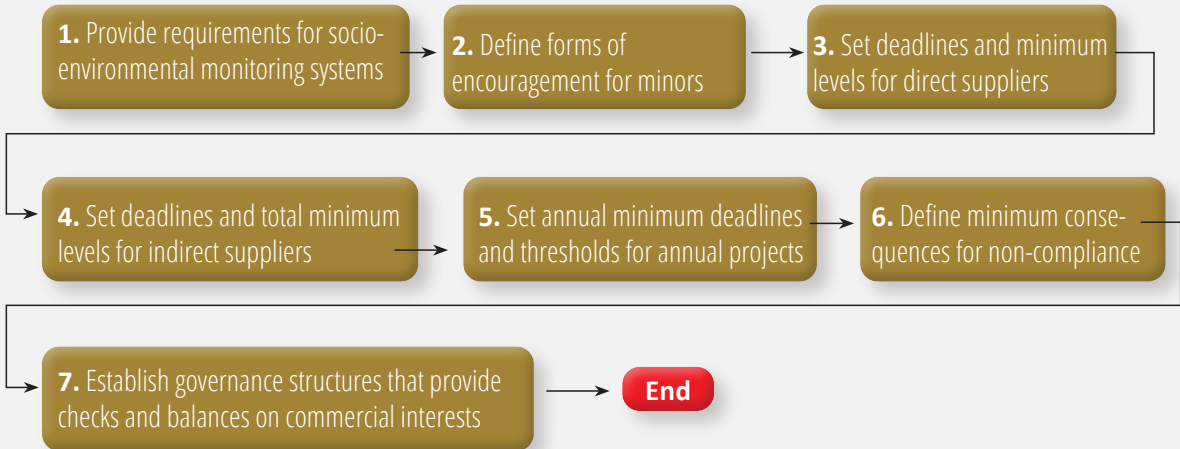 1. Provide requirements for socio-
environmental monitoring systems
2. Define forms of
encouragement for minors
3. Set deadlines and minimum
levels for direct suppliers
4. Set deadlines and total minimum
levels for indirect suppliers
5. Set annual minimum deadlines
and thresholds for annual projects
6. Define minimum conse-
quences for non-compliance
7. Establish governance structures that provide
checks and balances on commercial interests
End